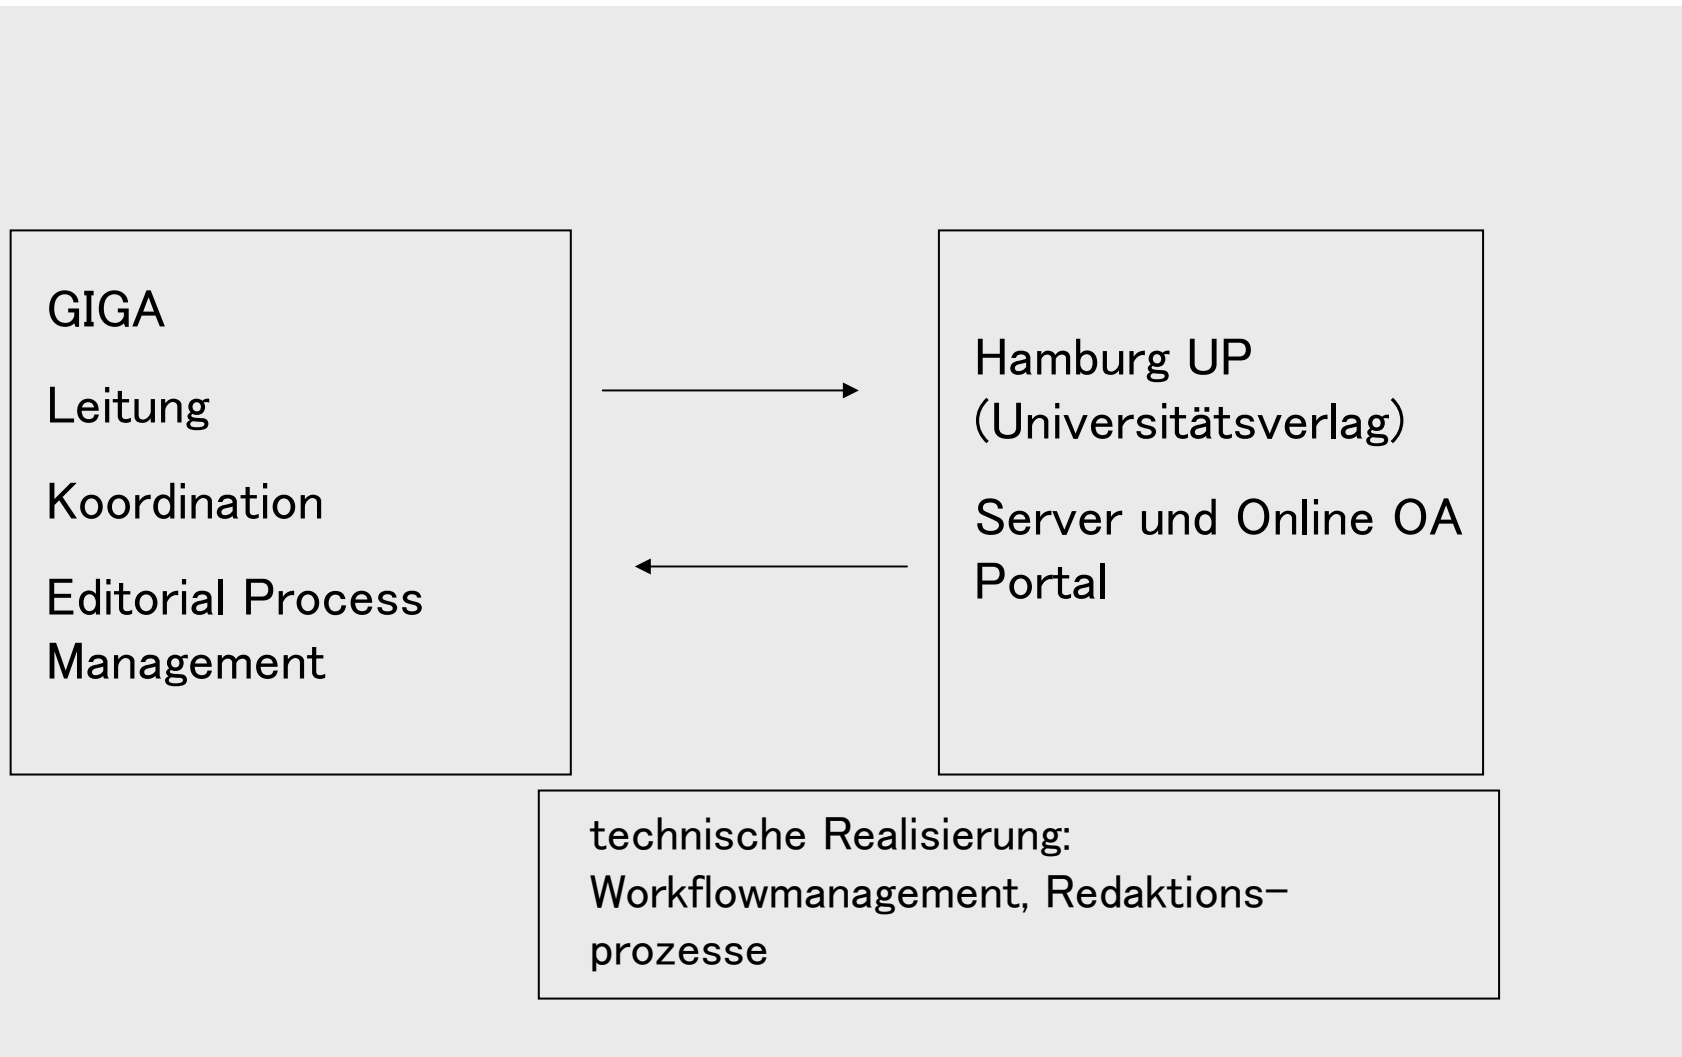 GIGA
Leitung
Koordination
Editorial Process
Management
Hamburg UP
(Universitätsverlag)
Server und Online OA
Portal
technische Realisierung:
Workflowmanagement, Redaktions-
prozesse